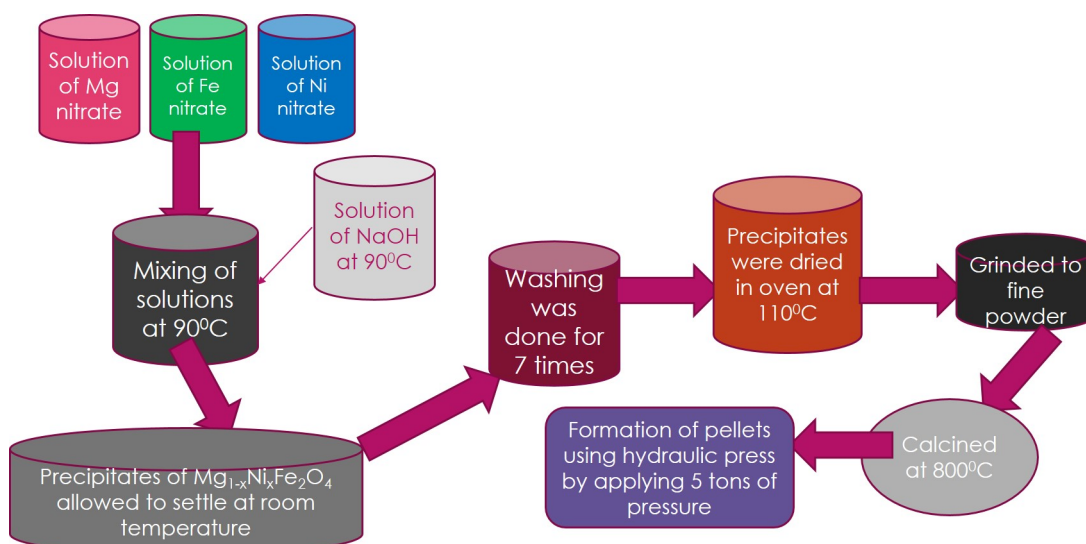 Solution
of Mg
nitrate
Solution
of Fe
nitrate
Solution
of Ni
nitrate
Solution
of NaOH
at 90⁰C
Mixing of
solutions
at 90⁰C
Precipitates of Mg₁₋ₓNiₓFe₂O₄
allowed to settle at room
temperature
Washing
was
done for
7 times
Precipitates
were dried
in oven at
110⁰C
Grinded to
fine
powder
Calcined
at 800⁰C
Formation of pellets
using hydraulic press
by applying 5 tons of
pressure